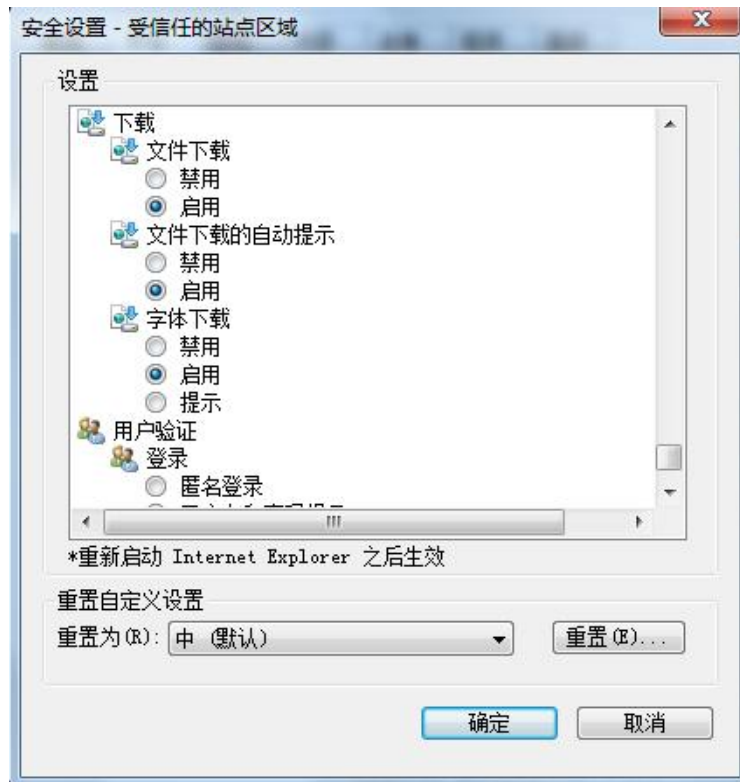 安全设置 - 受信任的站点区域
设置
下载
文件下载
禁用
启用
文件下载的自动提示
禁用
启用
字体下载
禁用
启用
提示
用户验证
登录
匿名登录
*重新启动 Internet Explorer 之后生效
重置自定义设置
重置为(R): 中 (默认) 重置(E)...
确定 取消